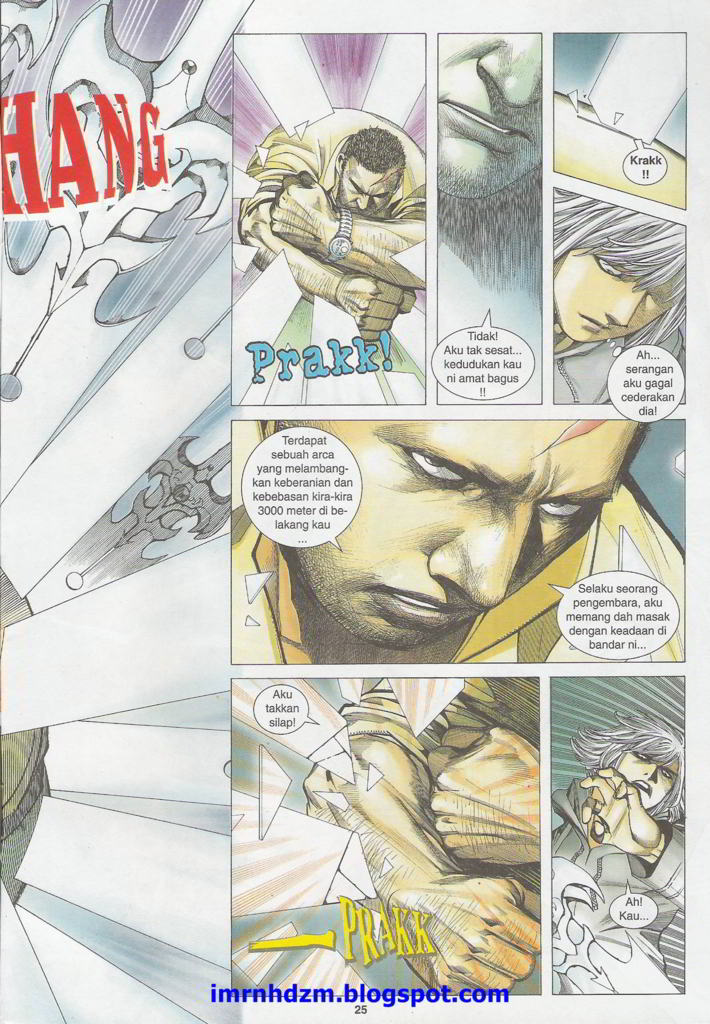 HANG
Prakk!
Tidak!
Aku tak sesat...
kedudukan kau
ni amat bagus
!!
Krakk
!!
Ah...
serangan
aku gagal
cederakan
dia!
Terdapat
sebuah arca
yang melambang-
kan keberanian dan
kebebasan kira-kira
3000 meter di be-
lakang kau
...
Selaku seorang
pengembara, aku
memang dah masak
dengan keadaan di
bandar ni...
Aku
takkan
silap!
PRAKK
Ah!
Kau...
imrnhdzm.blogspot.com
25